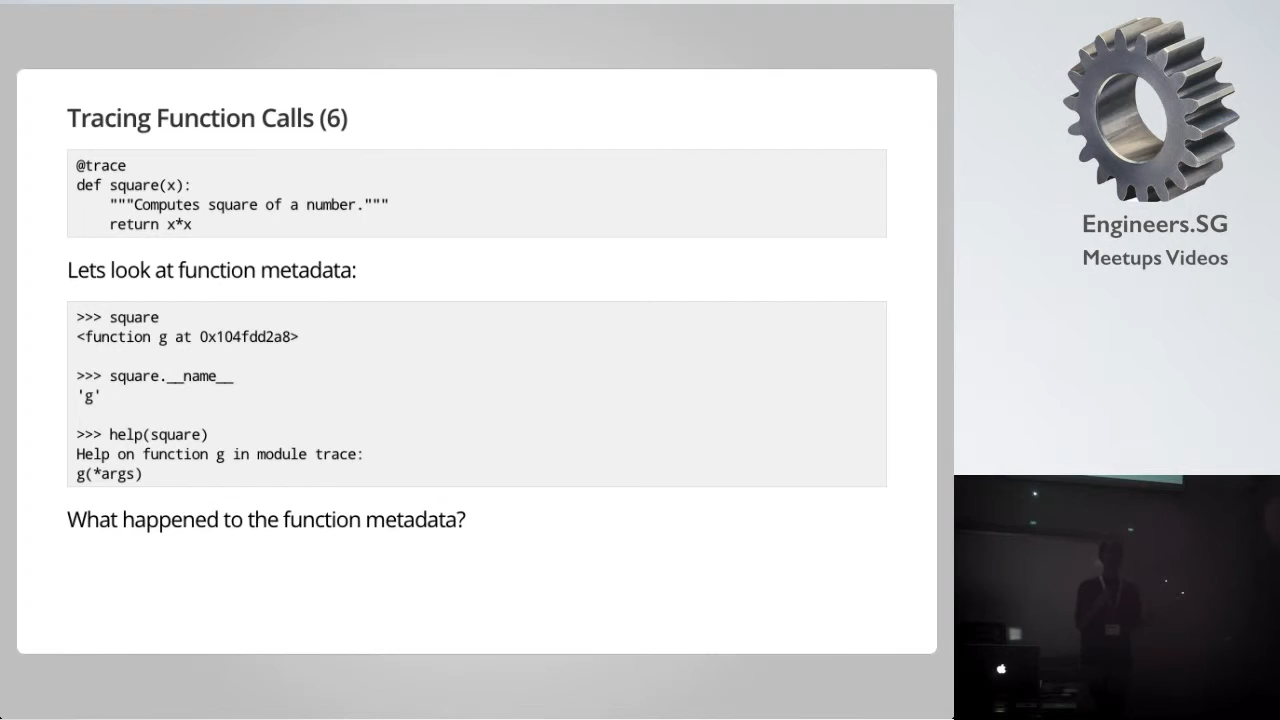 Tracing Function Calls (6)
@trace
def square(x):
    """Computes square of a number."""
    return x*x
Lets look at function metadata:
>>> square
<function g at 0x104fdd2a8>
>>> square.__name__
'g'
>>> help(square)
Help on function g in module trace:
g(*args)
What happened to the function metadata?
Engineers.SG
Meetups Videos